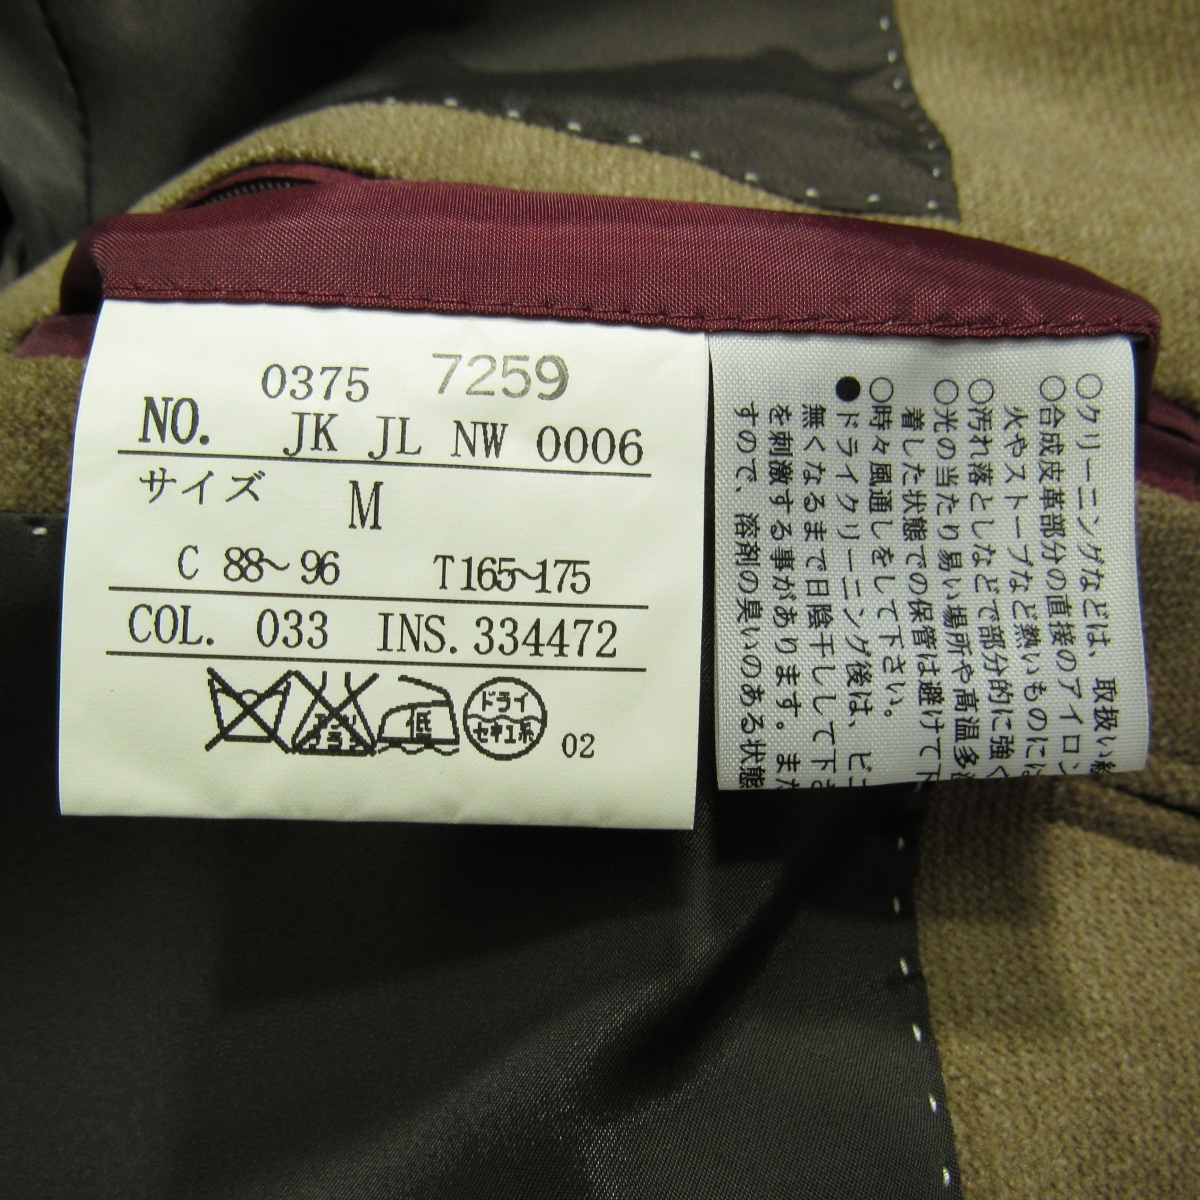 0375 7259
NO. JK JL NW 0006
サイズ M
C 88~96 T165~175
COL. 033 INS. 334472
ドライ
セキユ系
低
02
○クリーニングなどは、取扱い
○合成皮革部分の直接のアイロン
火やストーブなど熱いものに
○汚れ落としなどで部分的に強く
○光の当たり易い場所や高温多
着した状態での保管は避けて下
○時々風通しをして下さい。
●ドライクリーニング後は、ビニ
無くなるまで日陰干しして下さ
を刺激する事があります。また
すので、溶剤の臭いのある状態